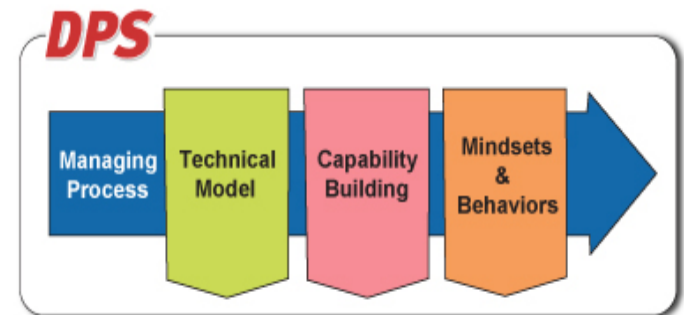 DPS
Managing
Process
Technical
Model
Capability
Building
Mindsets
&
Behaviors